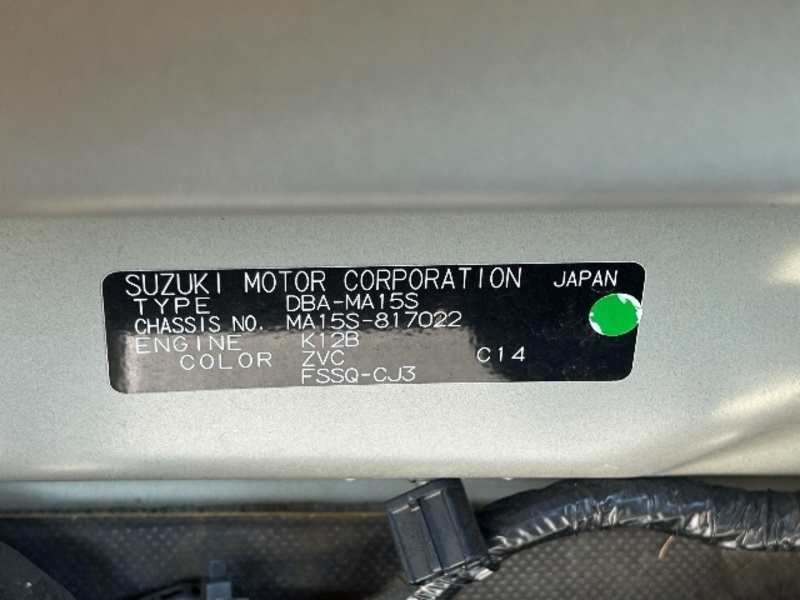 SUZUKI MOTOR CORPORATION JAPAN
TYPE DBA-MA15S
CHASSIS NO. MA15S-817022
ENGINE K12B
COLOR ZVC C14
FSSQ-CJ3